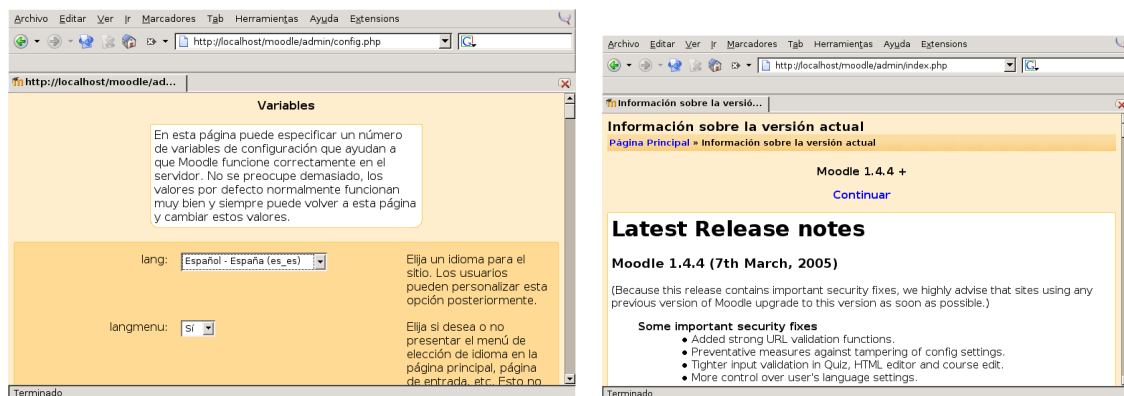 Archivo Editar Ver Ir Marcadores Tab Herramientas Ayuda Extensions
http://localhost/moodle/admin/config.php
http://localhost/moodle/ad...
Variables
En esta página puede especificar un número
de variables de configuración que ayudan a
que Moodle funcione correctamente en el
servidor. No se preocupe demasiado, los
valores por defecto normalmente funcionan
muy bien y siempre puede volver a esta página
y cambiar estos valores.
lang:
Español - España (es_es)
Elija un idioma para el
sitio. Los usuarios
pueden personalizar esta
opción posteriormente.
langmenu:
Sí
Elija si desea o no
presentar el menú de
elección de idioma en la
página principal, página
de entrada, etc. Esto no
Terminado
Archivo Editar Ver Ir Marcadores Tab Herramientas Ayuda Extensions
http://localhost/moodle/admin/index.php
Información sobre la versió...
Información sobre la versión actual
Página Principal » Información sobre la versión actual
Moodle 1.4.4 +
Continuar
Latest Release notes
Moodle 1.4.4 (7th March, 2005)
(Because this release contains important security fixes, we highly advise that sites using any
previous version of Moodle upgrade to this version as soon as possible.)
Some important security fixes
• Added strong URL validation functions.
• Preventative measures against tampering of config settings.
• Tighter input validation in Quiz, HTML editor and course edit.
• More control over user's language settings.
Terminado